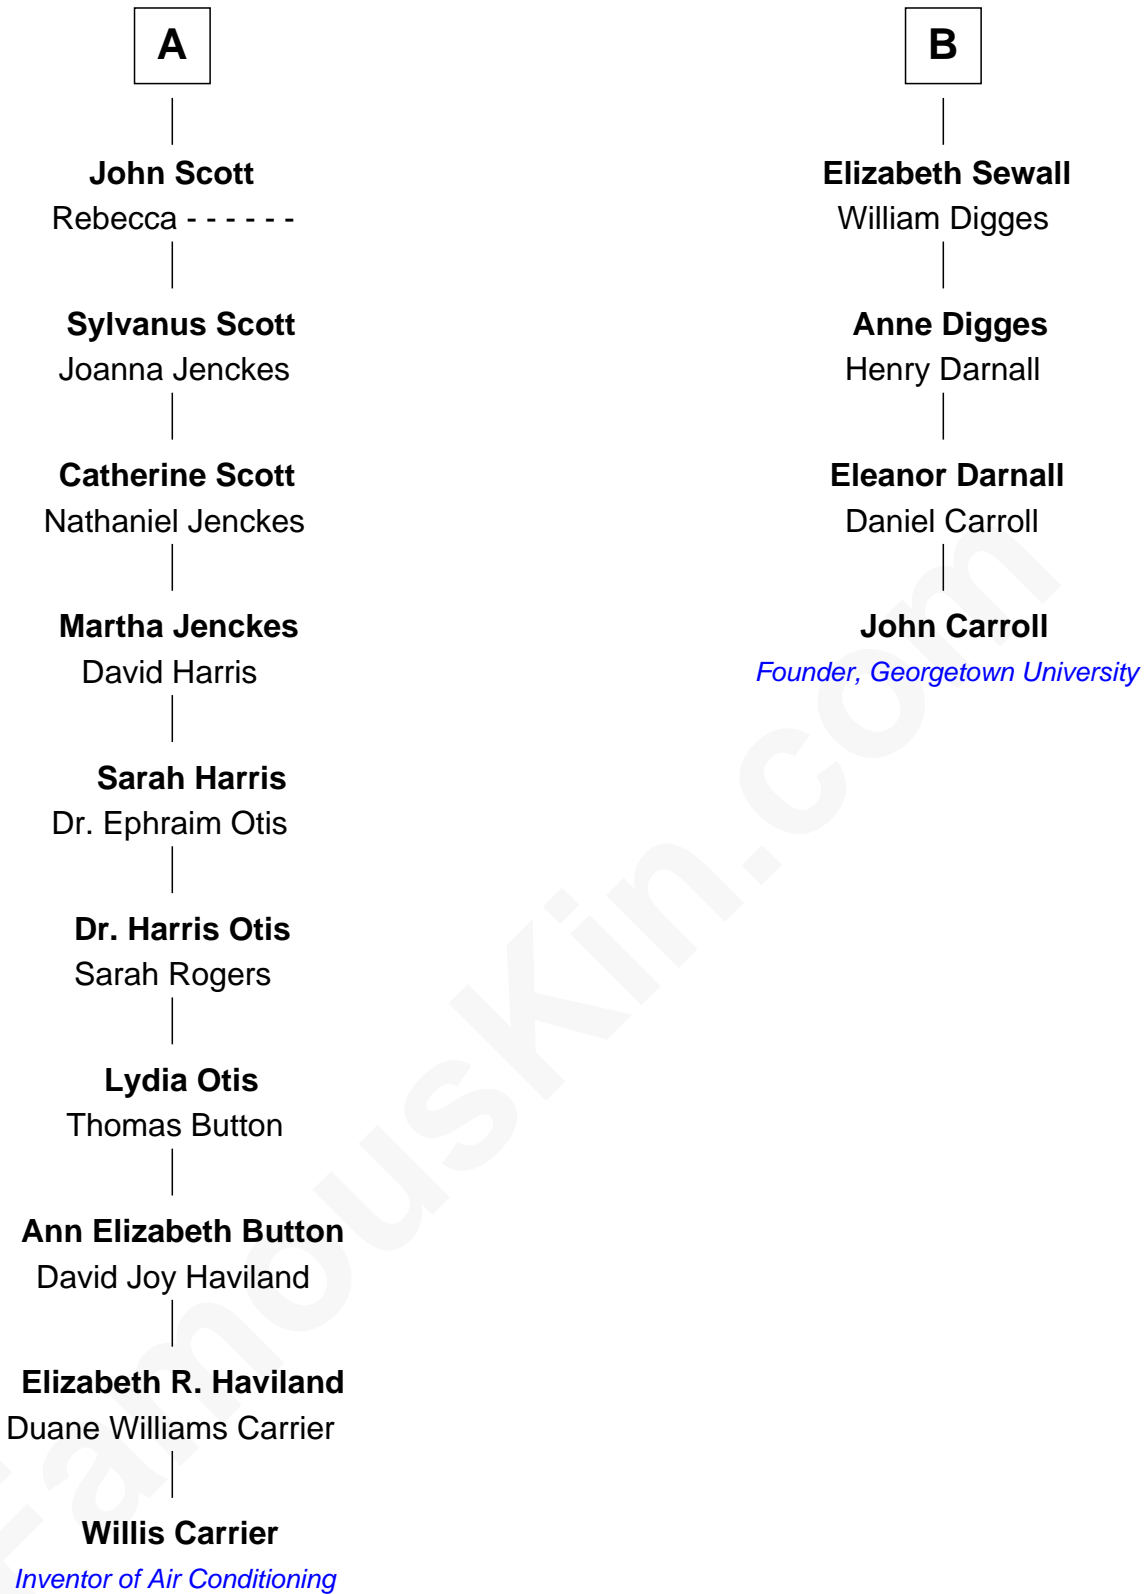 A
John Scott
Rebecca - - - - - -
Sylvanus Scott
Joanna Jenckes
Catherine Scott
Nathaniel Jenckes
Martha Jenckes
David Harris
Sarah Harris
Dr. Ephraim Otis
Dr. Harris Otis
Sarah Rogers
Lydia Otis
Thomas Button
Ann Elizabeth Button
David Joy Haviland
Elizabeth R. Haviland
Duane Williams Carrier
Willis Carrier
Inventor of Air Conditioning
B
Elizabeth Sewall
William Digges
Anne Digges
Henry Darnall
Eleanor Darnall
Daniel Carroll
John Carroll
Founder, Georgetown University
FamousKin.com